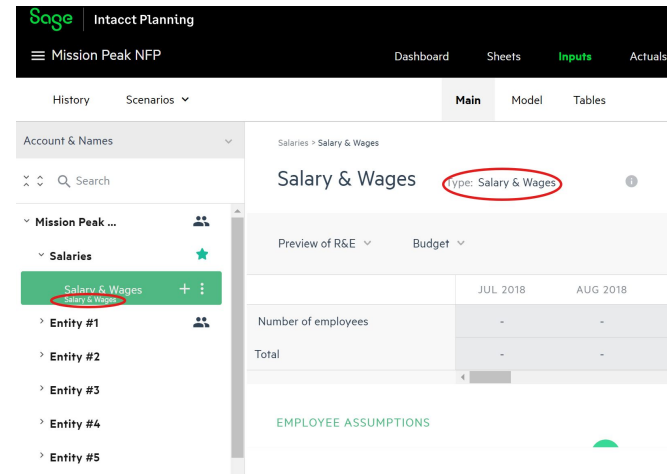 Sage Intacct Planning
Mission Peak NFP Dashboard Sheets Inputs Actuals
History Scenarios Main Model Tables
Account & Names
Salaries > Salary & Wages
Search
Salary & Wages Type: Salary & Wages
Mission Peak ...
Salaries
Preview of R&E Budget
Salary & Wages
Salary & Wages
JUL 2018 AUG 2018
Entity #1
Number of employees - -
Entity #2
Total - -
Entity #3
Entity #4
EMPLOYEE ASSUMPTIONS
Entity #5